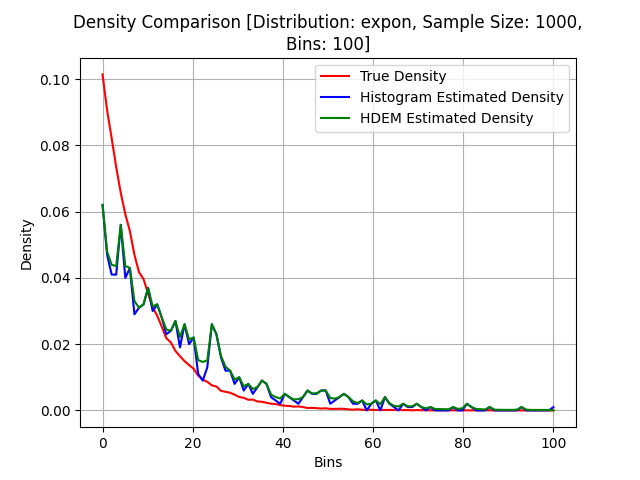 Density Comparison [Distribution: expon, Sample Size: 1000,
Bins: 100]
True Density
Histogram Estimated Density
HDEM Estimated Density
Density
0.10
0.08
0.06
0.04
0.02
0.00
0 20 40 60 80 100
Bins